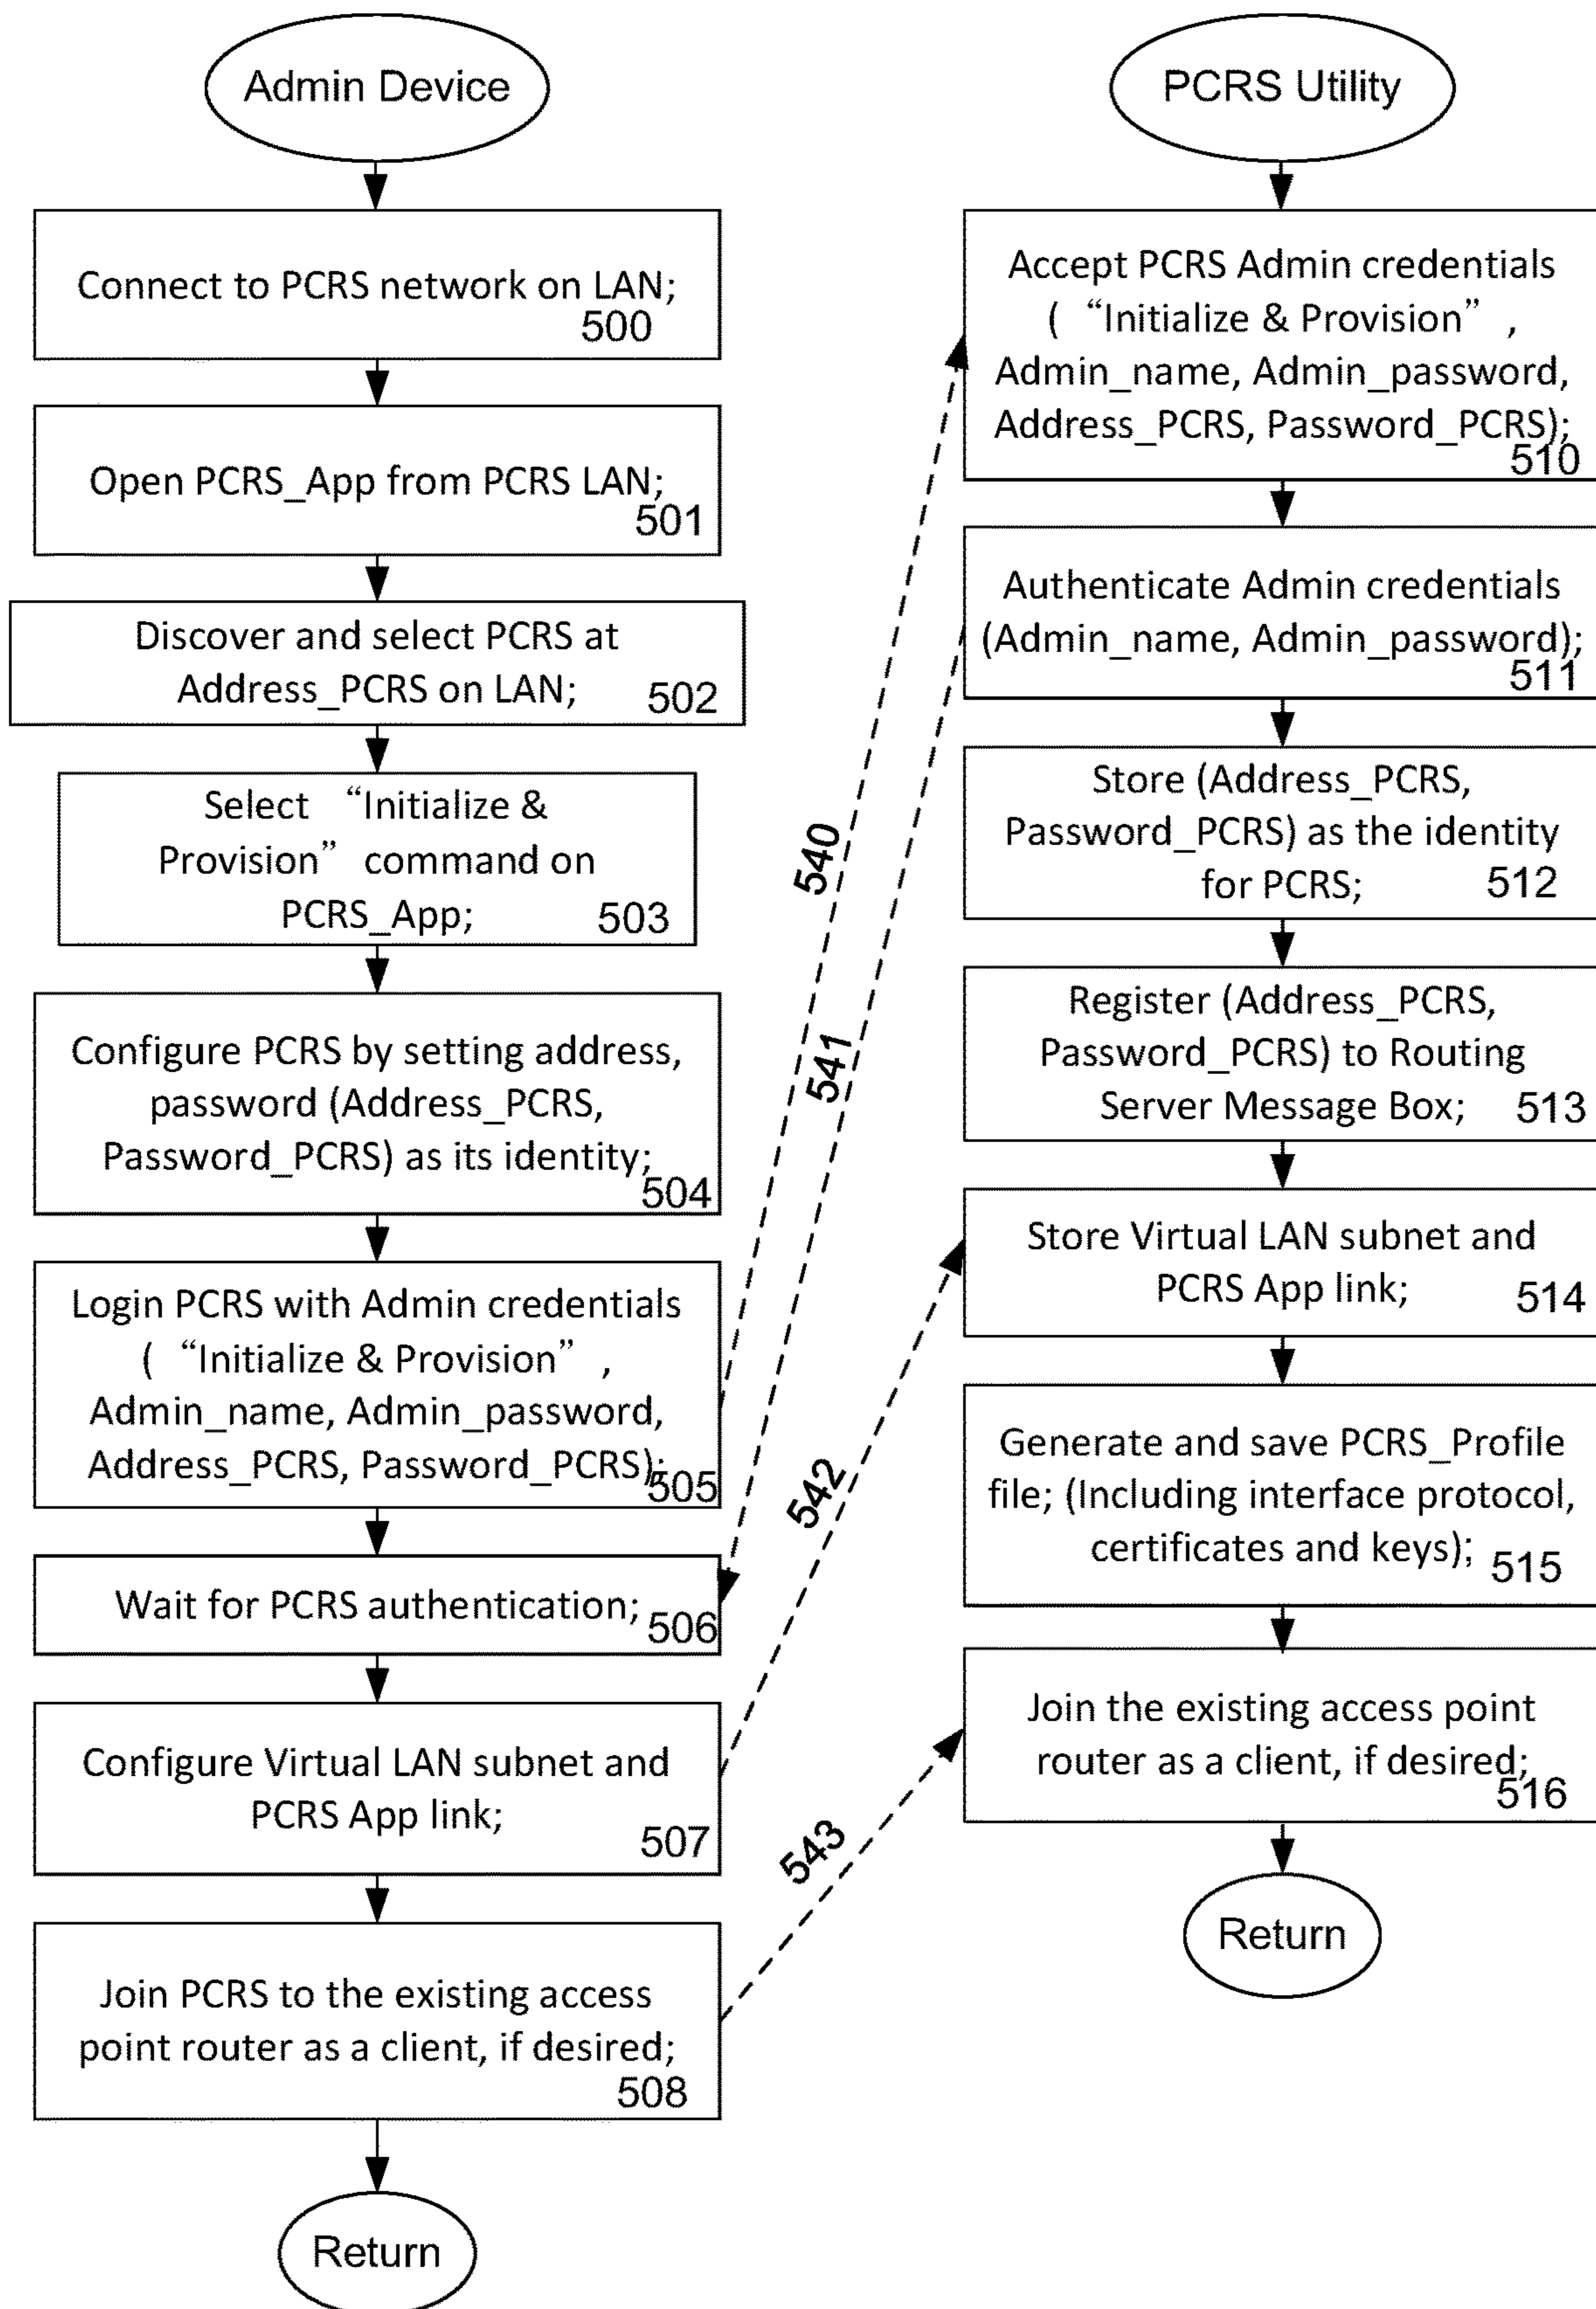 Admin Device
Connect to PCRS network on LAN;
500
Open PCRS_App from PCRS LAN;
501
Discover and select PCRS at
Address_PCRS on LAN;
502
Select “Initialize &
Provision” command on
PCRS_App;
503
Configure PCRS by setting address,
password (Address_PCRS,
Password_PCRS) as its identity;
504
Login PCRS with Admin credentials
( “Initialize & Provision” ,
Admin_name, Admin_password,
Address_PCRS, Password_PCRS);
505
Wait for PCRS authentication;
506
Configure Virtual LAN subnet and
PCRS App link;
507
Join PCRS to the existing access
point router as a client, if desired;
508
Return
540
541
542
543
PCRS Utility
Accept PCRS Admin credentials
( “Initialize & Provision” ,
Admin_name, Admin_password,
Address_PCRS, Password_PCRS);
510
Authenticate Admin credentials
(Admin_name, Admin_password);
511
Store (Address_PCRS,
Password_PCRS) as the identity
for PCRS;
512
Register (Address_PCRS,
Password_PCRS) to Routing
Server Message Box;
513
Store Virtual LAN subnet and
PCRS App link;
514
Generate and save PCRS_Profile
file; (Including interface protocol,
certificates and keys);
515
Join the existing access point
router as a client, if desired;
516
Return